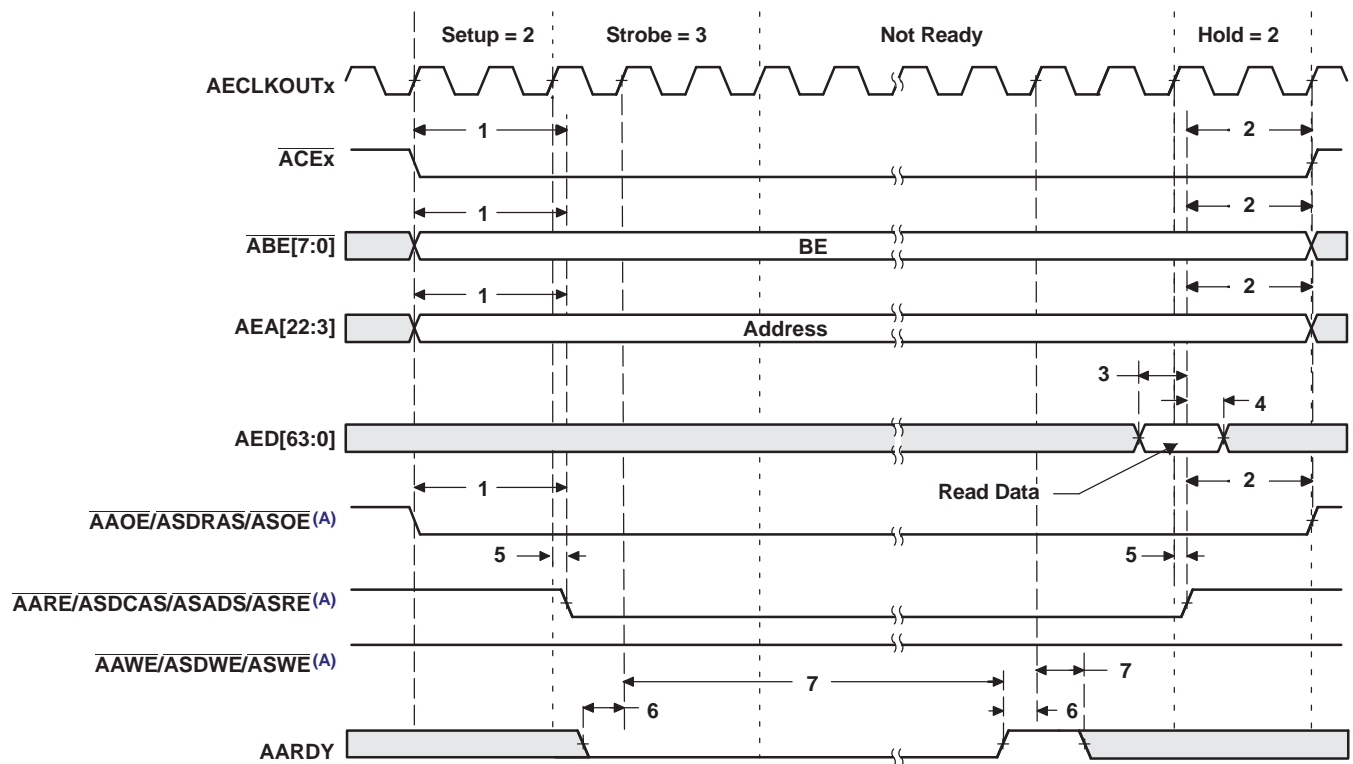 Setup = 2 Strobe = 3 Not Ready Hold = 2
AECLKOUTx
1 2
ACEx
1 2
ABE[7:0] BE
1 2
AEA[22:3] Address
3
4
AED[63:0]
1 Read Data 2
AAOE/ASDRAS/ASOE(A)
5 5
AARE/ASDCAS/ASADS/ASRE(A)
AAWE/ASDWE/ASWE(A)
7 7
6 6
AARDY